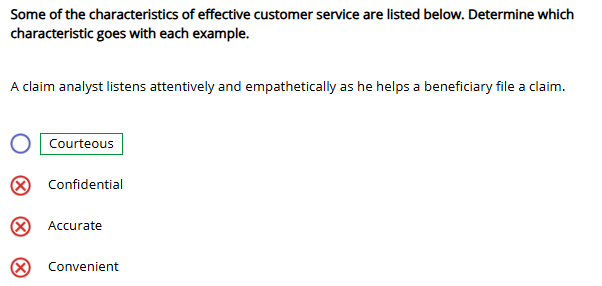 Some of the characteristics of effective customer service are listed below. Determine which
characteristic goes with each example.
A claim analyst listens attentively and empathetically as he helps a beneficiary file a claim.
Courteous
Confidential
Accurate
Convenient